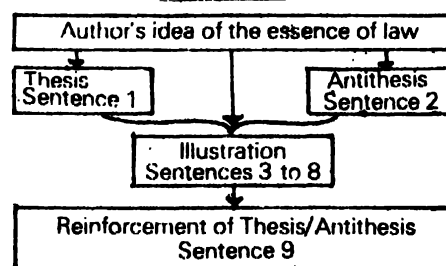 Author's idea of the essence of law
Thesis
Sentence 1
Antithesis
Sentence 2
Illustration
Sentences 3 to 8
Reinforcement of Thesis/Antithesis
Sentence 9